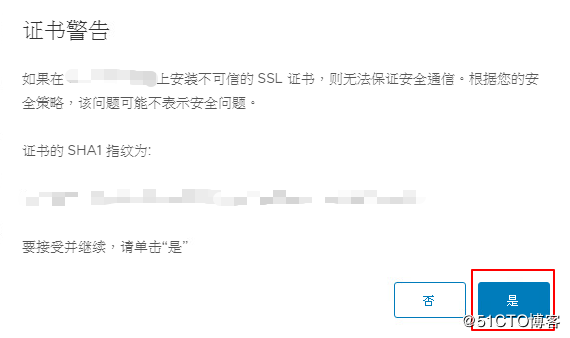 证书警告
如果在 上安装不可信的 SSL 证书，则无法保证安全通信。根据您的安
全策略，该问题可能不表示安全问题。
证书的 SHA1 指纹为:
要接受并继续，请单击“是”
否
是
@51CTO博客